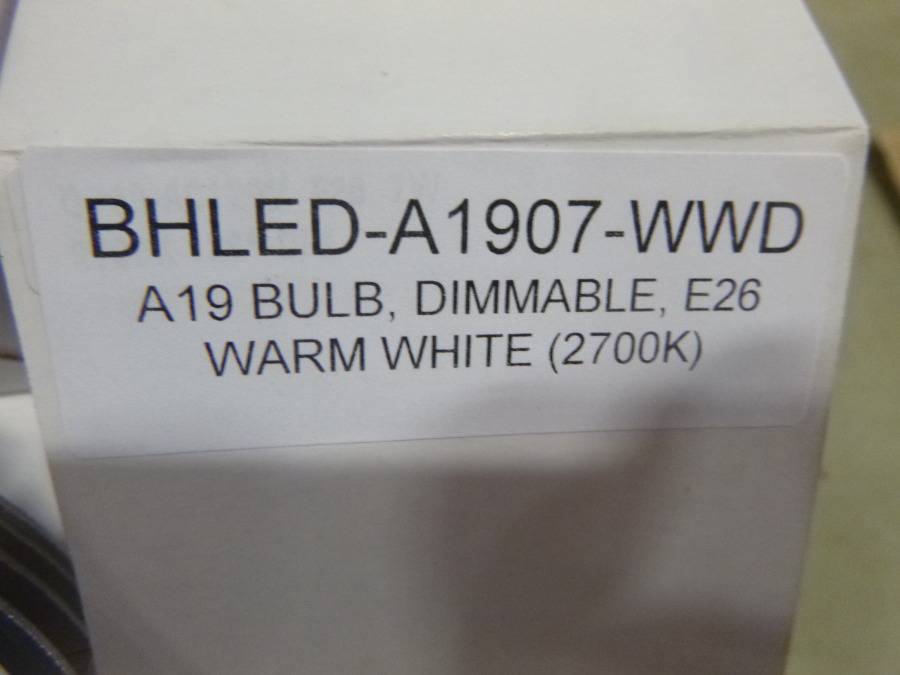 BHLED-A1907-WWD
A19 BULB, DIMMABLE, E26
WARM WHITE (2700K)